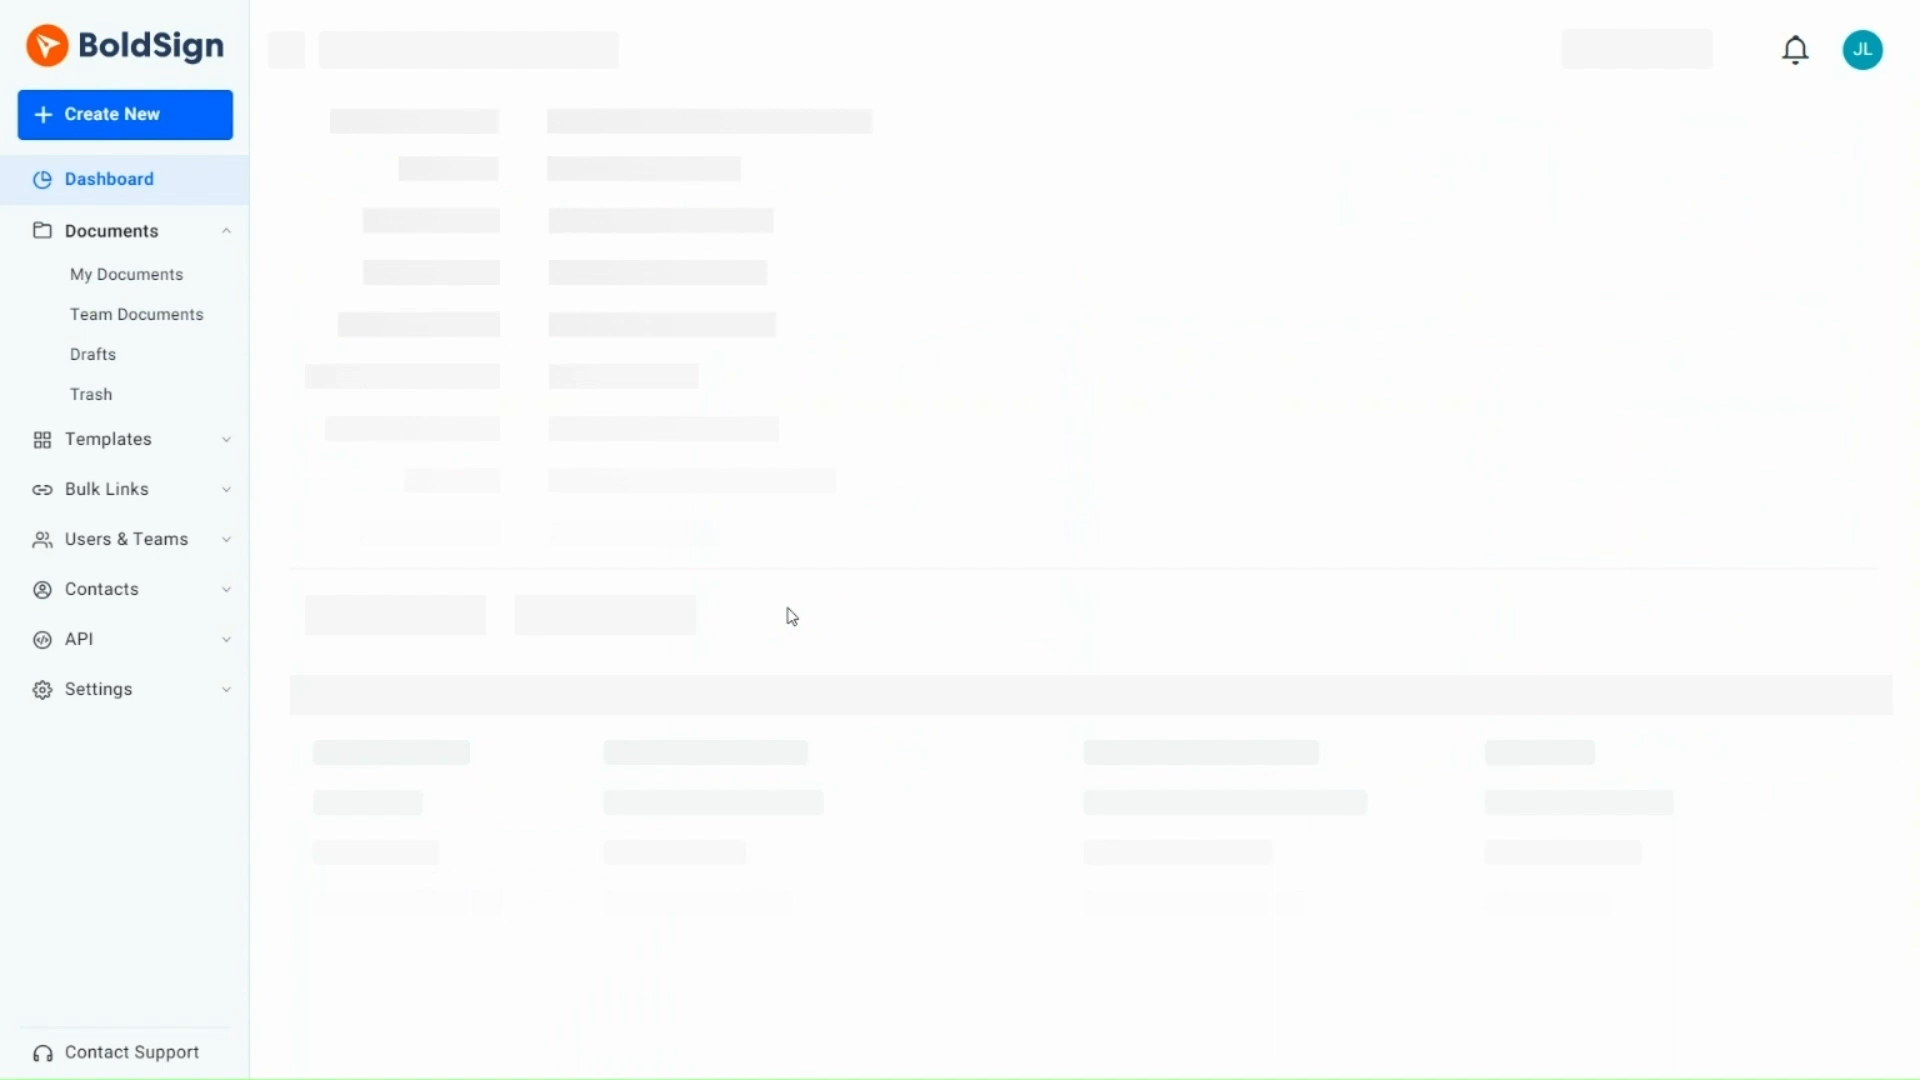 BoldSign
Create New
Dashboard
Documents
My Documents
Team Documents
Drafts
Trash
Templates
Bulk Links
Users & Teams
Contacts
API
Settings
Contact Support
JL